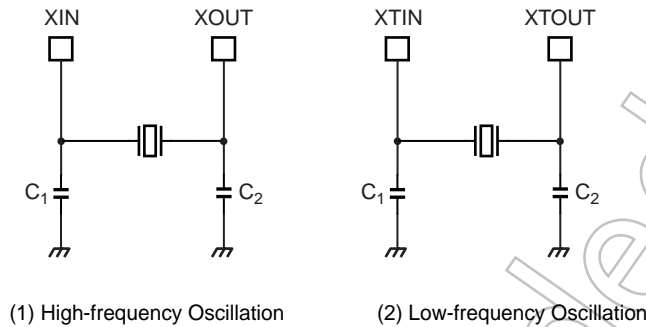 XIN XOUT XTIN XTOUT
C1 C2 C1 C2
(1) High-frequency Oscillation (2) Low-frequency Oscillation